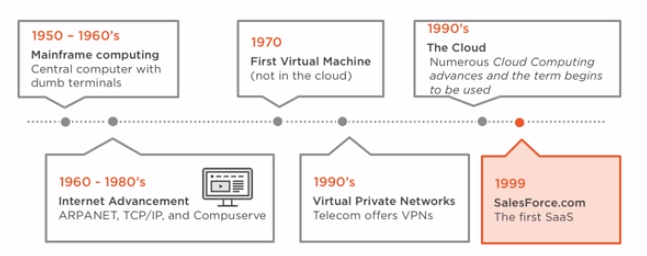 1950 – 1960's
Mainframe computing
Central computer with
dumb terminals
1970
First Virtual Machine
(not in the cloud)
1990's
The Cloud
Numerous Cloud Computing
advances and the term begins
to be used
1960 - 1980's
Internet Advancement
ARPANET, TCP/IP, and Compuserve
1990's
Virtual Private Networks
Telecom offers VPNs
1999
SalesForce.com
The first SaaS